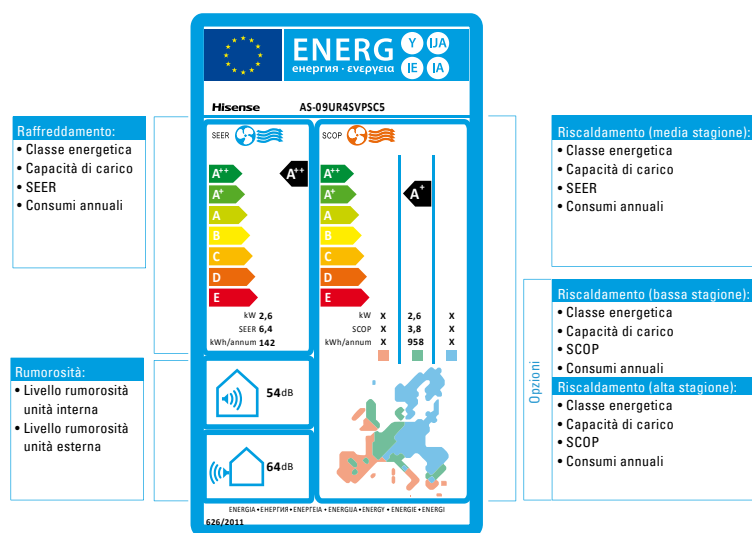 ENERG
енергия · ενεργεια
Y IJA
IE IA
Hisense AS-09UR4SVPSC5
SEER
A++
A+
A
B
C
D
E
A++
kW 2,6
SEER 6,4
kWh/annum 142
SCOP
A++
A+
A
B
C
D
E
A+
kW X 2,6 X
SCOP X 3,8 X
kWh/annum X 958 X
54dB
64dB
ENERGIA • ЕНЕРГИЯ • ΕΝΕΡΓΕΙΑ • ENERGIJA • ENERGY • ENERGIE • ENERGI
626/2011
Raffreddamento:
• Classe energetica
• Capacità di carico
• SEER
• Consumi annuali
Rumorosità:
• Livello rumorosità
unità interna
• Livello rumorosità
unità esterna
Riscaldamento (media stagione):
• Classe energetica
• Capacità di carico
• SEER
• Consumi annuali
Opzioni
Riscaldamento (bassa stagione):
• Classe energetica
• Capacità di carico
• SCOP
• Consumi annuali
Riscaldamento (alta stagione):
• Classe energetica
• Capacità di carico
• SCOP
• Consumi annuali